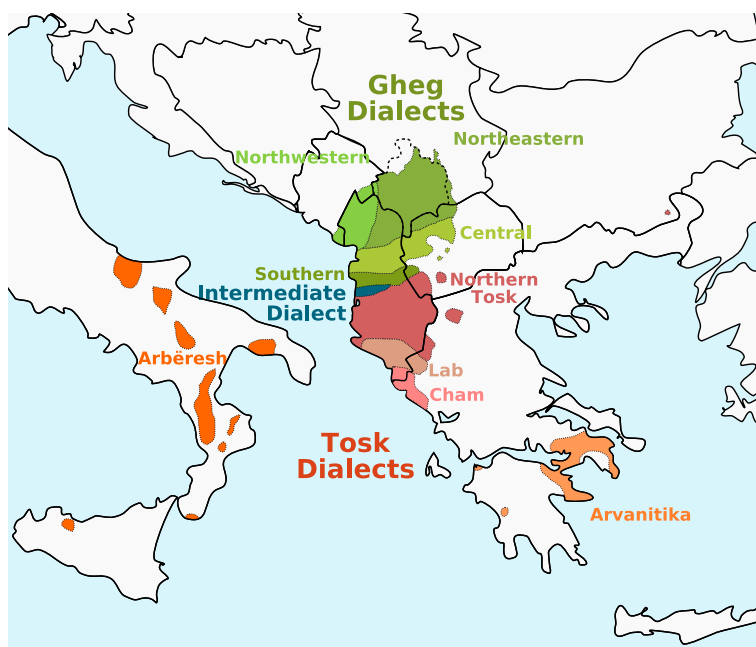 Gheg
Dialects
Northeastern
Northwestern
Central
Southern
Northern
Tosk
Intermediate
Dialect
Arbëresh
Lab
Cham
Tosk
Dialects
Arvanitika